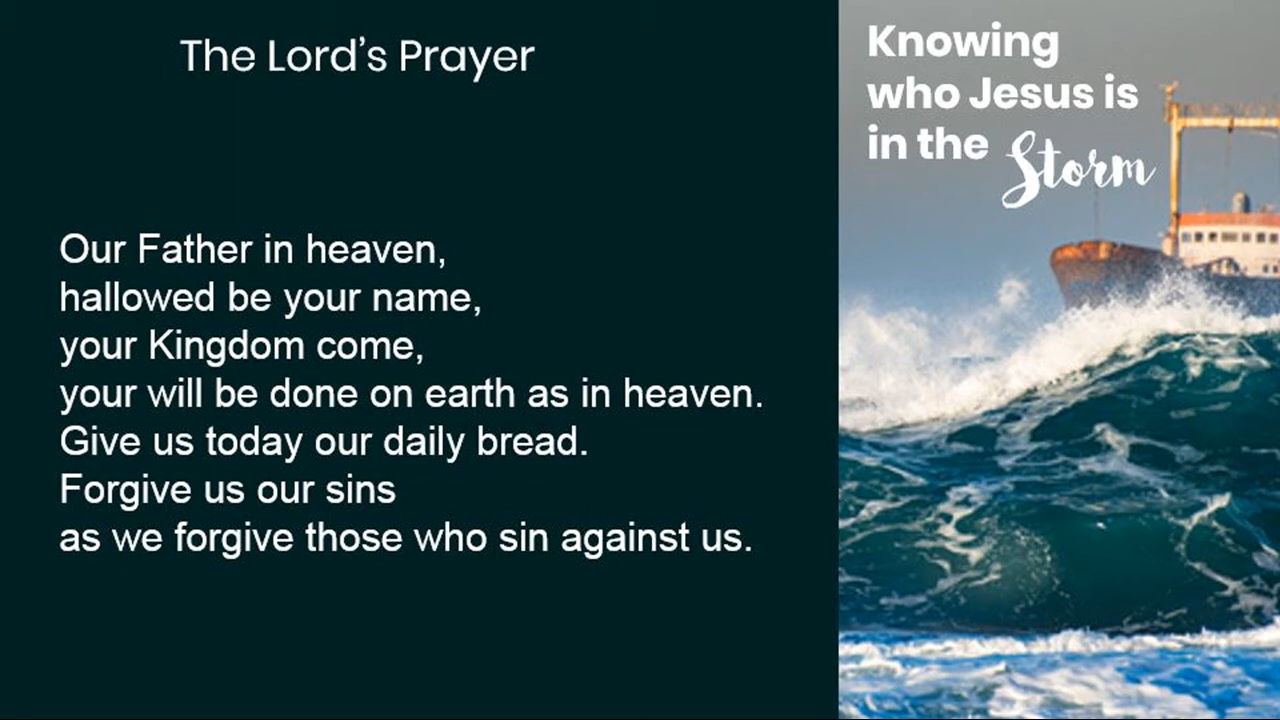 The Lord’s Prayer
Our Father in heaven,
hallowed be your name,
your Kingdom come,
your will be done on earth as in heaven.
Give us today our daily bread.
Forgive us our sins
as we forgive those who sin against us.
Knowing
who Jesus is
in the Storm